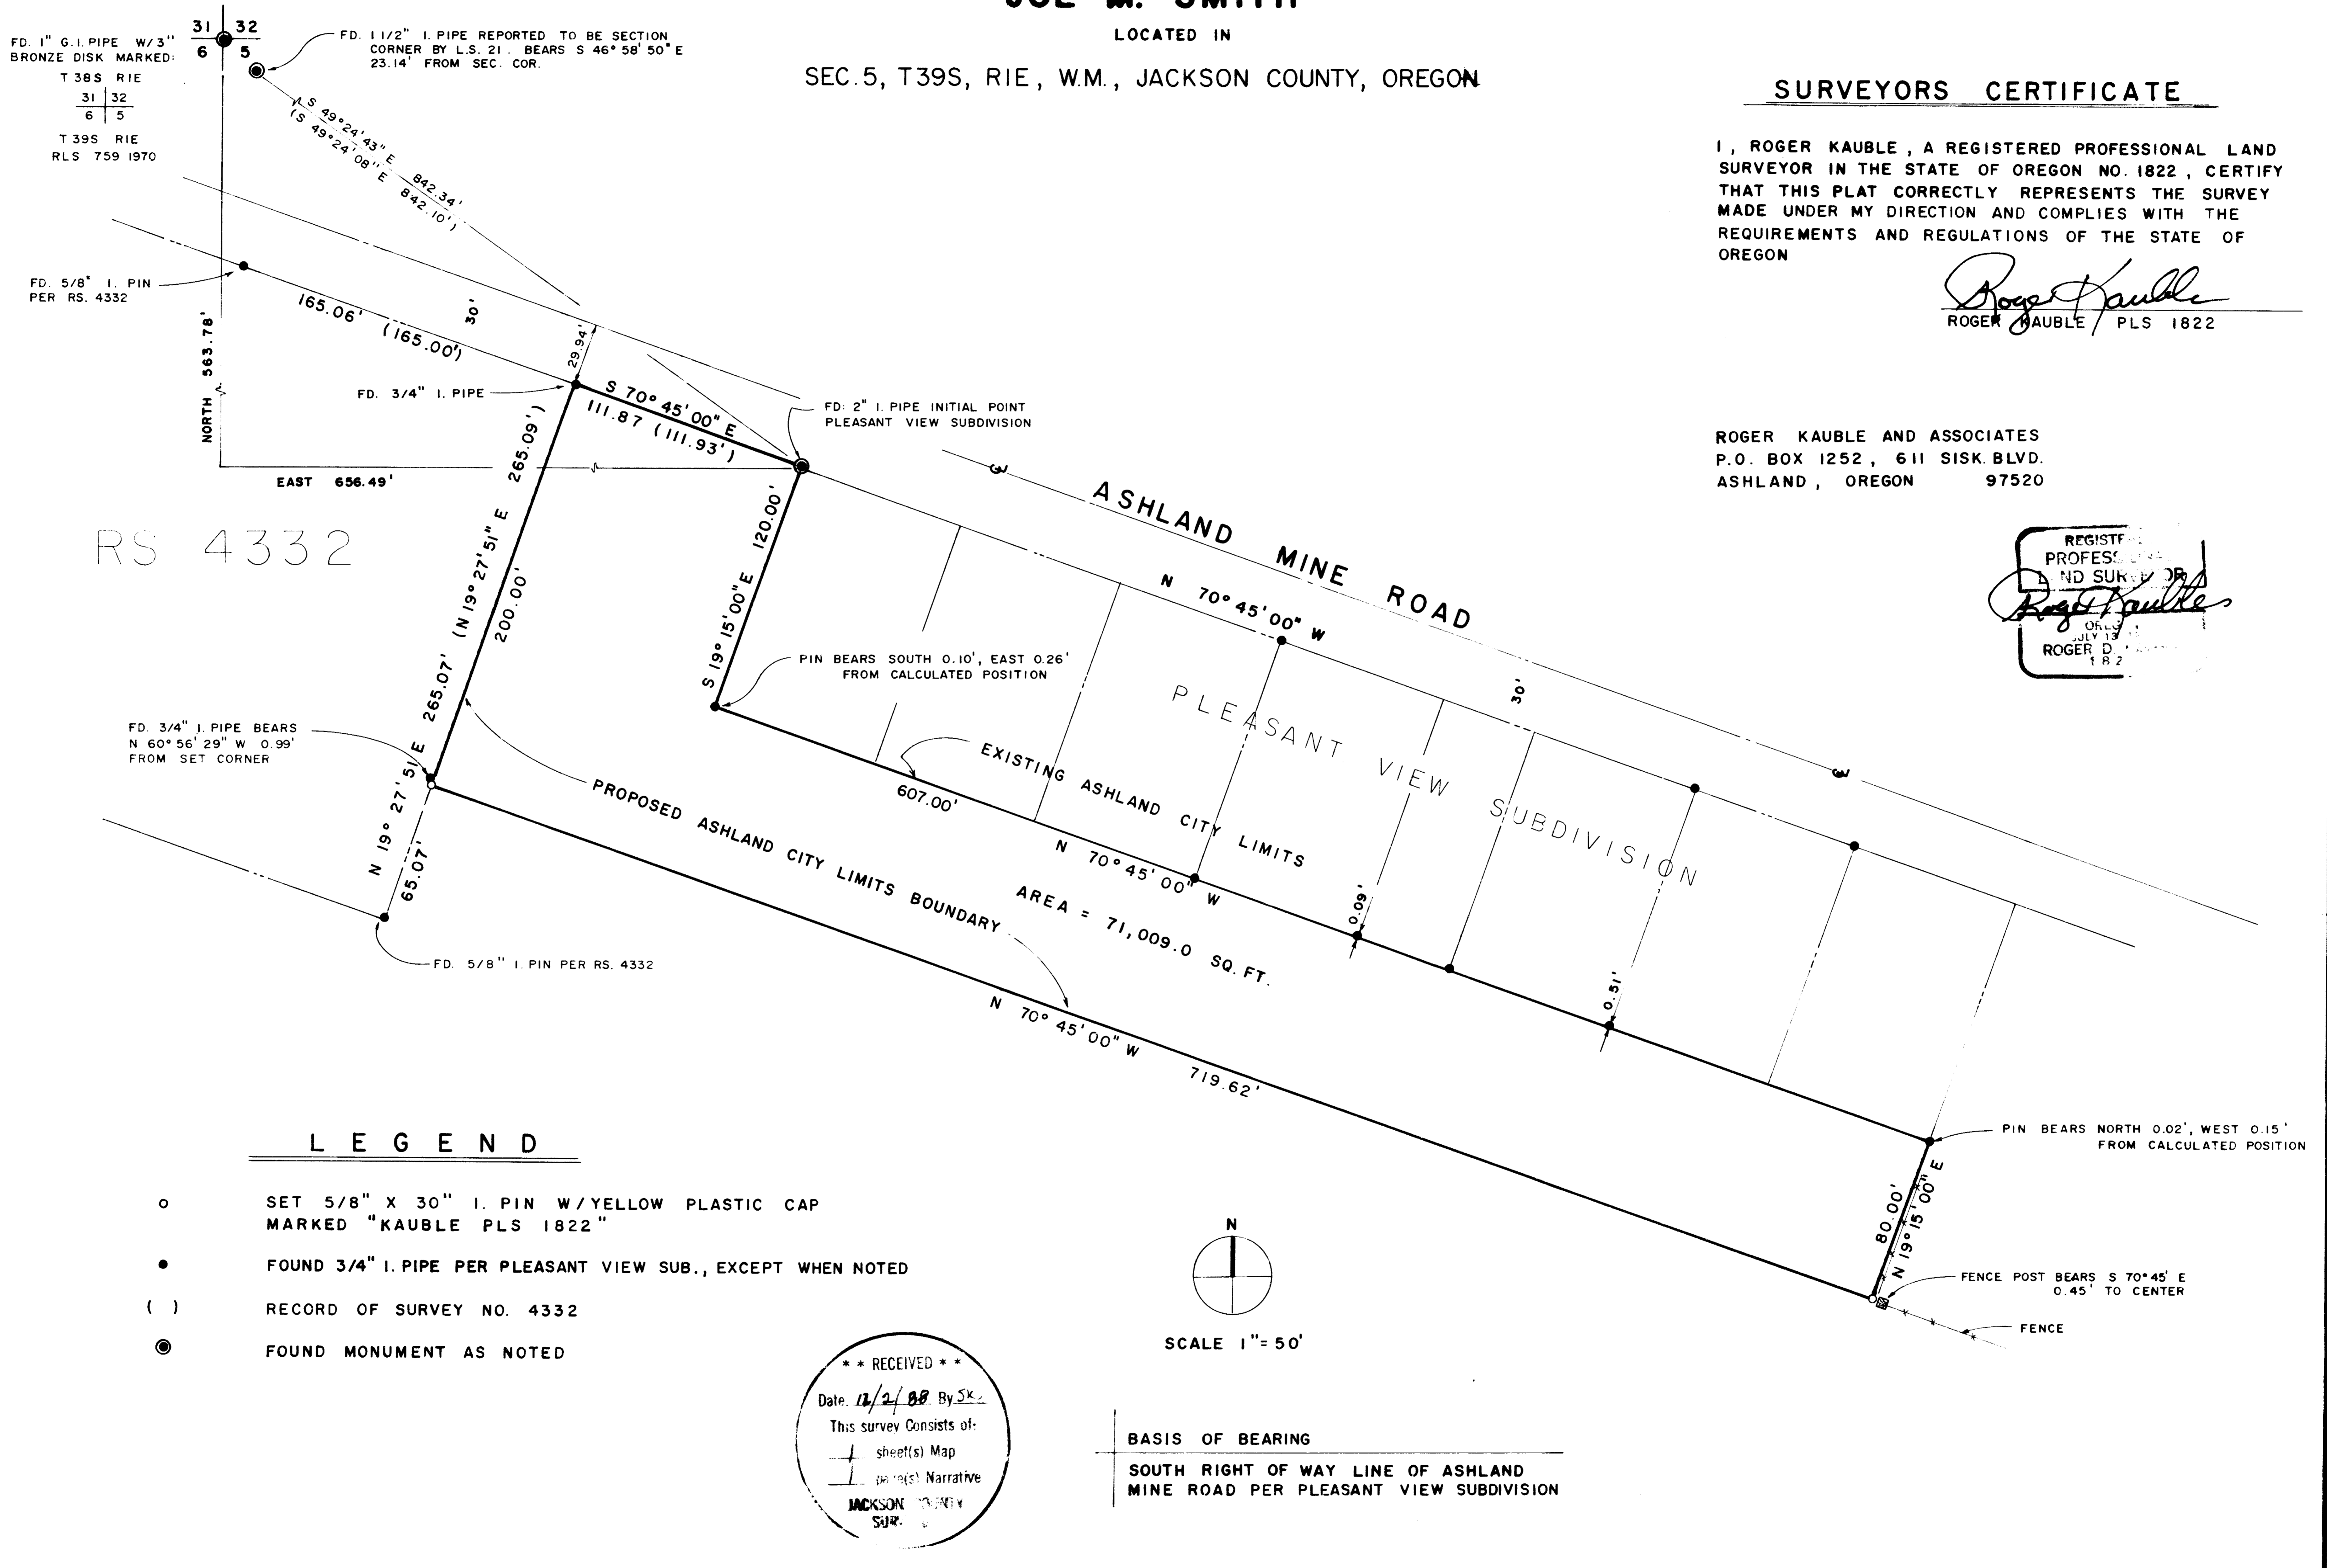 JOE M. SMITH
LOCATED IN
SEC.5, T39S, R1E, W.M., JACKSON COUNTY, OREGON
31 32
6 5
FD. 1" G.I. PIPE W/3"
BRONZE DISK MARKED:
T 38S R1E
31 32
6 5
T 39S R1E
RLS 759 1970
FD. 1 1/2" I. PIPE REPORTED TO BE SECTION
CORNER BY L.S. 21. BEARS S 46° 58' 50" E
23.14' FROM SEC. COR.
S 49° 24' 43" E 842.34'
(S 49° 24' 08" E 842.10')
FD. 5/8" I. PIN
PER RS. 4332
165.06' (165.00')
30'
29.94'
NORTH 563.78'
FD. 3/4" I. PIPE
S 70° 45' 00" E
111.87 (111.93')
FD: 2" I. PIPE INITIAL POINT
PLEASANT VIEW SUBDIVISION
EAST 656.49'
RS 4332
N 19° 27' 51" E 265.07' (N 19° 27' 51" E 265.09')
200.00'
S 19° 15' 00" E 120.00'
ASHLAND MINE ROAD
N 70° 45' 00" W
30'
PIN BEARS SOUTH 0.10', EAST 0.26'
FROM CALCULATED POSITION
PLEASANT VIEW SUBDIVISION
FD. 3/4" I. PIPE BEARS
N 60° 56' 29" W 0.99'
FROM SET CORNER
EXISTING ASHLAND CITY LIMITS
607.00'
N 70° 45' 00" W
PROPOSED ASHLAND CITY LIMITS BOUNDARY
AREA = 71,009.0 SQ. FT.
0.09'
0.51'
65.07'
FD. 5/8" I. PIN PER RS. 4332
N 70° 45' 00" W 719.62'
PIN BEARS NORTH 0.02', WEST 0.15'
FROM CALCULATED POSITION
80.00'
N 19° 15' 00" E
FENCE POST BEARS S 70° 45' E
0.45' TO CENTER
FENCE
SURVEYORS CERTIFICATE
I, ROGER KAUBLE, A REGISTERED PROFESSIONAL LAND
SURVEYOR IN THE STATE OF OREGON NO. 1822, CERTIFY
THAT THIS PLAT CORRECTLY REPRESENTS THE SURVEY
MADE UNDER MY DIRECTION AND COMPLIES WITH THE
REQUIREMENTS AND REGULATIONS OF THE STATE OF
OREGON
Roger Kauble
ROGER KAUBLE PLS 1822
ROGER KAUBLE AND ASSOCIATES
P.O. BOX 1252, 611 SISK. BLVD.
ASHLAND, OREGON 97520
Roger Kauble
JULY 13
ROGER D.
LEGEND
SET 5/8" X 30" I. PIN W/YELLOW PLASTIC CAP
MARKED "KAUBLE PLS 1822"
FOUND 3/4" I. PIPE PER PLEASANT VIEW SUB., EXCEPT WHEN NOTED
( ) RECORD OF SURVEY NO. 4332
FOUND MONUMENT AS NOTED
N
SCALE 1"=50'
* * RECEIVED * *
Date 12/2/88 By SK
This survey Consists of:
1 sheet(s) Map
1 page(s) Narrative
JACKSON COUNTY
BASIS OF BEARING
SOUTH RIGHT OF WAY LINE OF ASHLAND
MINE ROAD PER PLEASANT VIEW SUBDIVISION